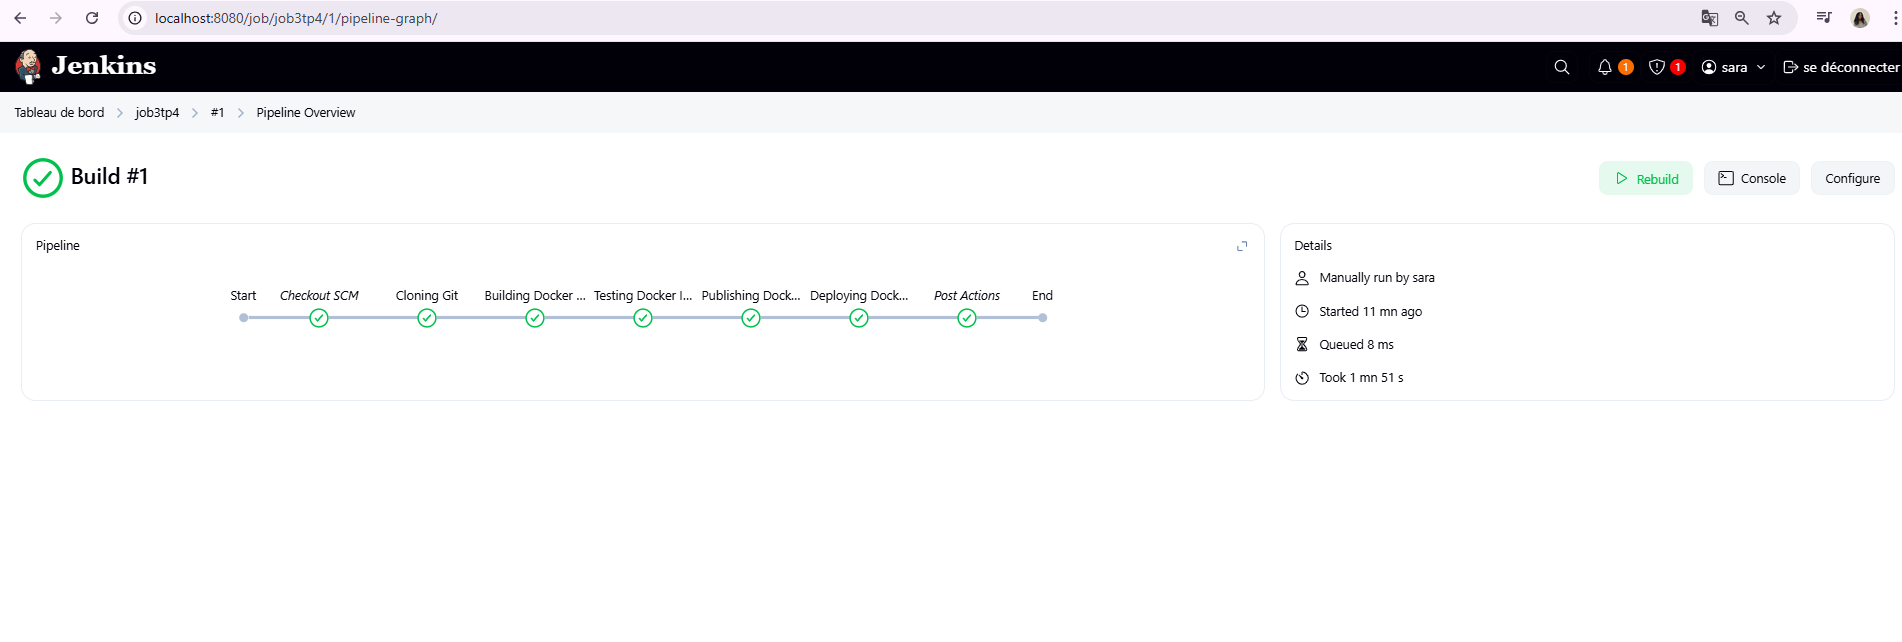 localhost:8080/job/job3tp4/1/pipeline-graph/
Jenkins
1
1
sara
se déconnecter
Tableau de bord
job3tp4
#1
Pipeline Overview
Build #1
Rebuild
Console
Configure
Pipeline
Start
Checkout SCM
Cloning Git
Building Docker ...
Testing Docker I...
Publishing Dock...
Deploying Dock...
Post Actions
End
Details
Manually run by sara
Started 11 mn ago
Queued 8 ms
Took 1 mn 51 s